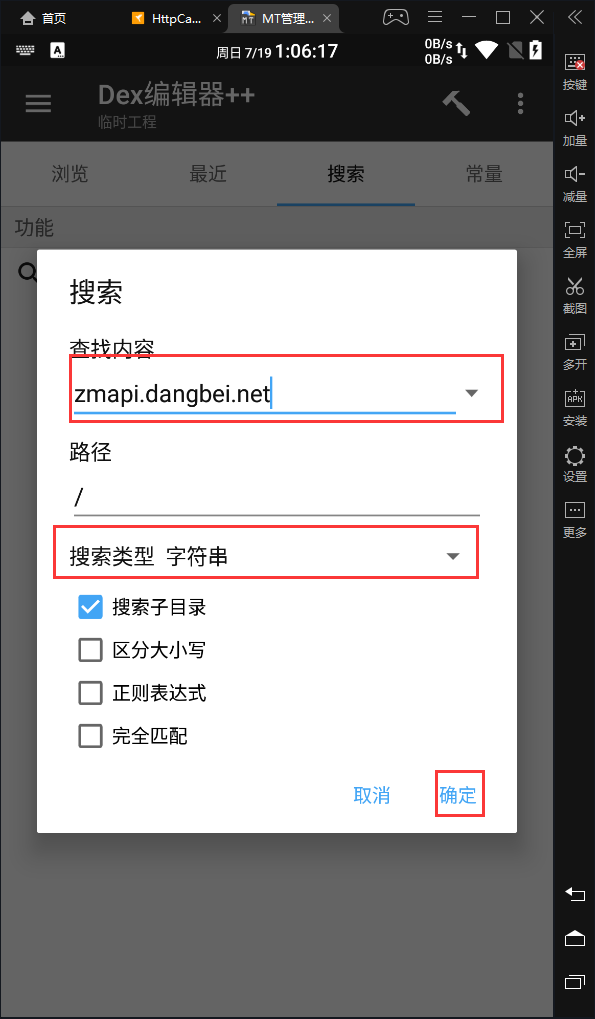 首页
HttpCa...
MT管理...
A
周日 7/19 1:06:17
0B/s
0B/s
Dex编辑器++
临时工程
浏览
最近
搜索
常量
功能
搜索
查找内容
zmapi.dangbei.net
路径
/
搜索类型 字符串
搜索子目录
区分大小写
正则表达式
完全匹配
取消
确定
按键
加量
减量
全屏
截图
多开
APK
安装
设置
更多